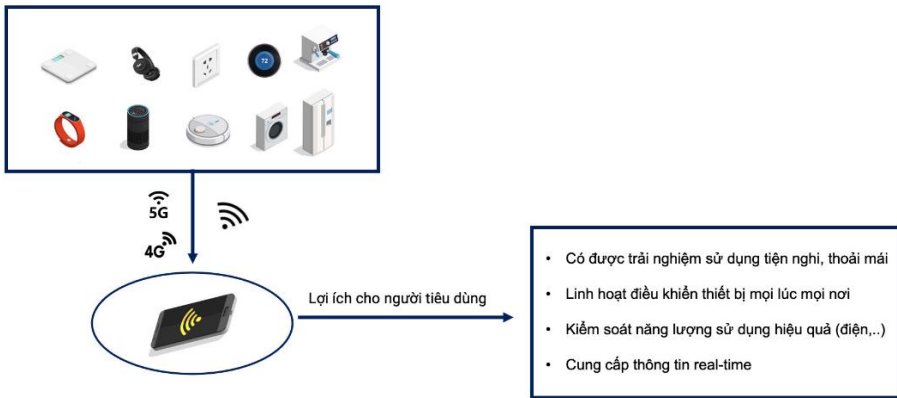 72
5G
4G
Lợi ích cho người tiêu dùng
• Có được trải nghiệm sử dụng tiện nghi, thoải mái
• Linh hoạt điều khiển thiết bị mọi lúc mọi nơi
• Kiểm soát năng lượng sử dụng hiệu quả (điện,..)
• Cung cấp thông tin real-time